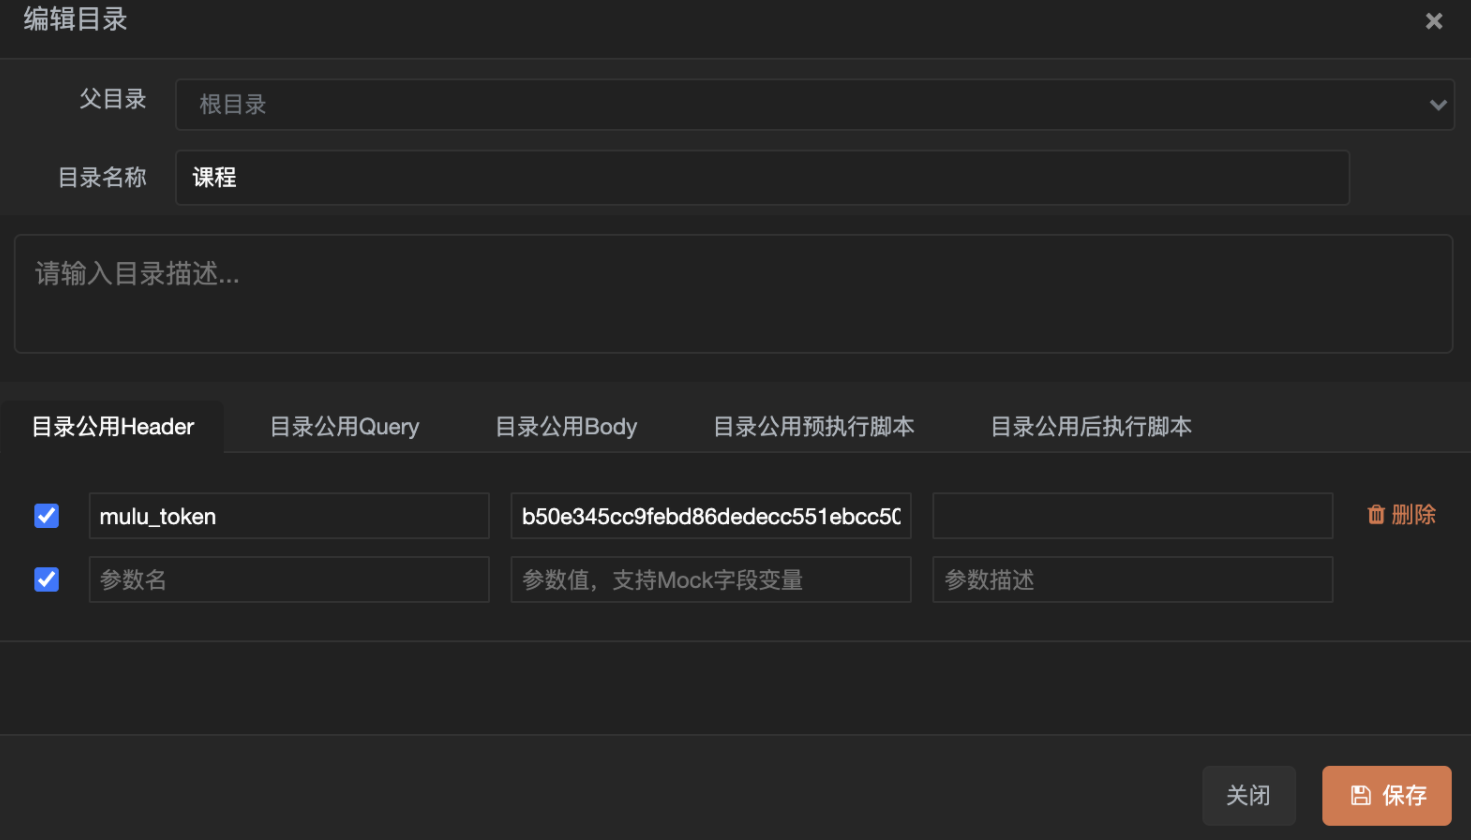 编辑目录
父目录 根目录
目录名称 课程
请输入目录描述...
目录公用Header 目录公用Query 目录公用Body 目录公用预执行脚本 目录公用后执行脚本
mulu_token b50e345cc9febd86dedecc551ebcc50 删除
参数名 参数值，支持Mock字段变量 参数描述
关闭 保存